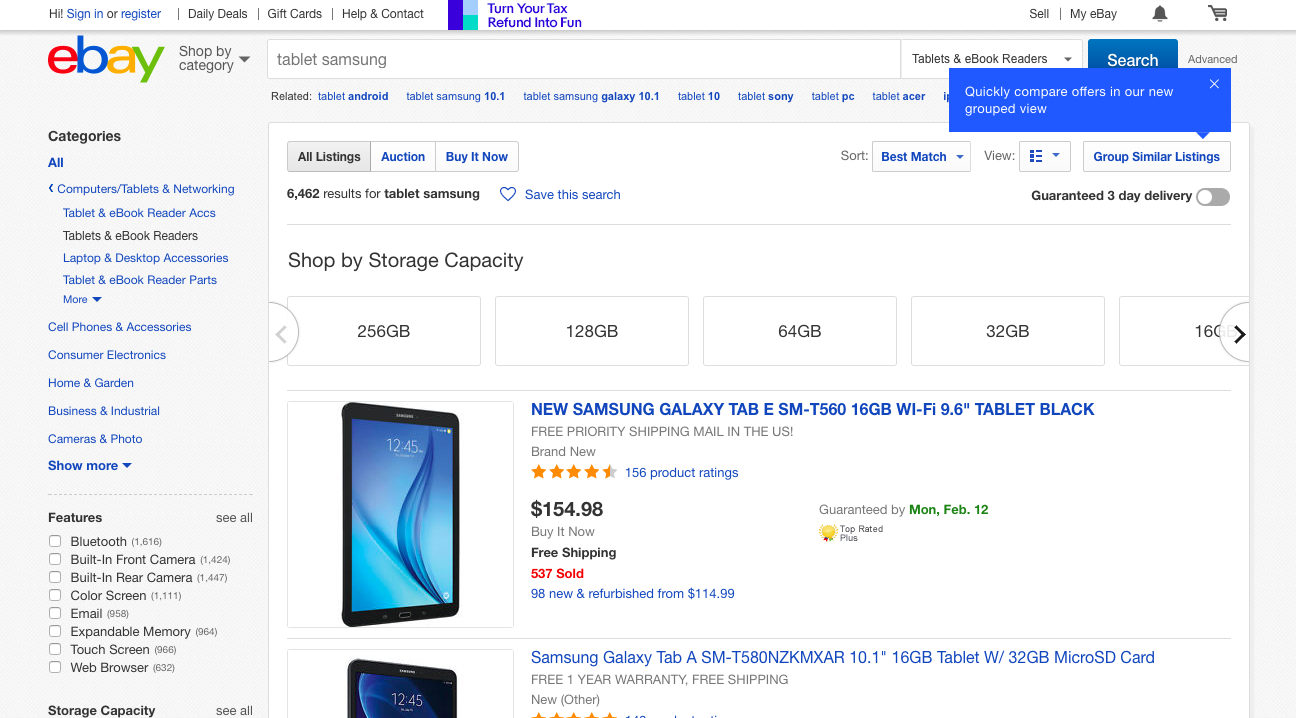 Hi! Sign in or register
Daily Deals
Gift Cards
Help & Contact
Turn Your Tax
Refund Into Fun
Sell
My eBay
ebay
Shop by
category
tablet samsung
Tablets & eBook Readers
Search
Advanced
Related: tablet android tablet samsung 10.1 tablet samsung galaxy 10.1 tablet 10 tablet sony tablet pc tablet acer
Quickly compare offers in our new
grouped view
Categories
All
Computers/Tablets & Networking
Tablet & eBook Reader Accs
Tablets & eBook Readers
Laptop & Desktop Accessories
Tablet & eBook Reader Parts
More
Cell Phones & Accessories
Consumer Electronics
Home & Garden
Business & Industrial
Cameras & Photo
Show more
Features see all
Bluetooth (1,616)
Built-In Front Camera (1,424)
Built-In Rear Camera (1,447)
Color Screen (1,111)
Email (958)
Expandable Memory (964)
Touch Screen (966)
Web Browser (632)
Storage Capacity see all
All Listings Auction Buy It Now
Sort: Best Match View: Group Similar Listings
6,462 results for tablet samsung Save this search
Guaranteed 3 day delivery
Shop by Storage Capacity
256GB 128GB 64GB 32GB 16GB
SAMSUNG
12:45
NEW SAMSUNG GALAXY TAB E SM-T560 16GB WI-Fi 9.6" TABLET BLACK
FREE PRIORITY SHIPPING MAIL IN THE US!
Brand New
156 product ratings
$154.98
Buy It Now
Free Shipping
537 Sold
98 new & refurbished from $114.99
Guaranteed by Mon, Feb. 12
Top Rated
Plus
SAMSUNG
12:45
Samsung Galaxy Tab A SM-T580NZKMXAR 10.1" 16GB Tablet W/ 32GB MicroSD Card
FREE 1 YEAR WARRANTY, FREE SHIPPING
New (Other)